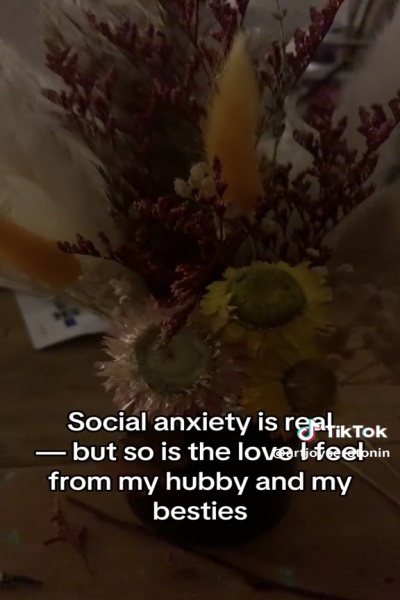 Social anxiety is real
— but so is the love I feel
from my hubby and my
besties
TikTok